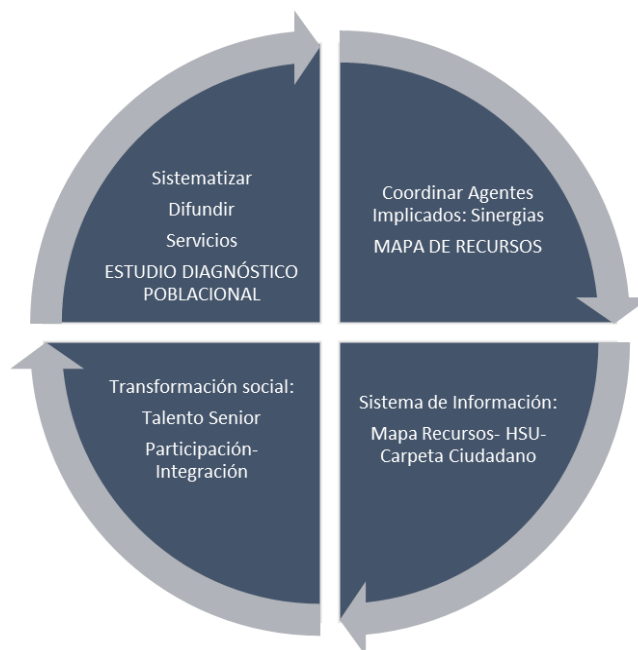 Sistematizar
Difundir
Servicios
ESTUDIO DIAGNÓSTICO
POBLACIONAL
Coordinar Agentes
Implicados: Sinergias
MAPA DE RECURSOS
Transformación social:
Talento Senior
Participación-
Integración
Sistema de Información:
Mapa Recursos- HSU-
Carpeta Ciudadano